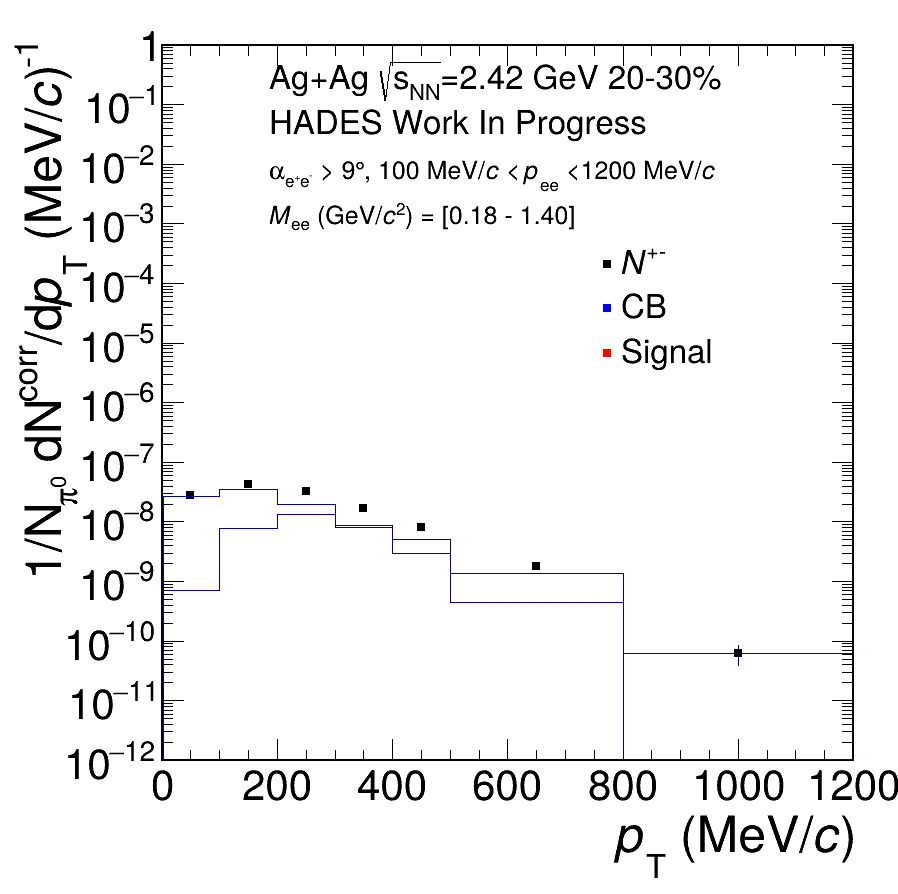 Ag+Ag √s_NN=2.42 GeV 20-30%
HADES Work In Progress
α_e⁺e⁻ > 9°, 100 MeV/c <p_ee <1200 MeV/c
M_ee (GeV/c²) = [0.18 - 1.40]
N⁺⁻
CB
Signal
1/N_π⁰ dN^corr/dp_T (MeV/c)⁻¹
1
10⁻¹
10⁻²
10⁻³
10⁻⁴
10⁻⁵
10⁻⁶
10⁻⁷
10⁻⁸
10⁻⁹
10⁻¹⁰
10⁻¹¹
10⁻¹²
0 200 400 600 800 1000 1200
p_T (MeV/c)